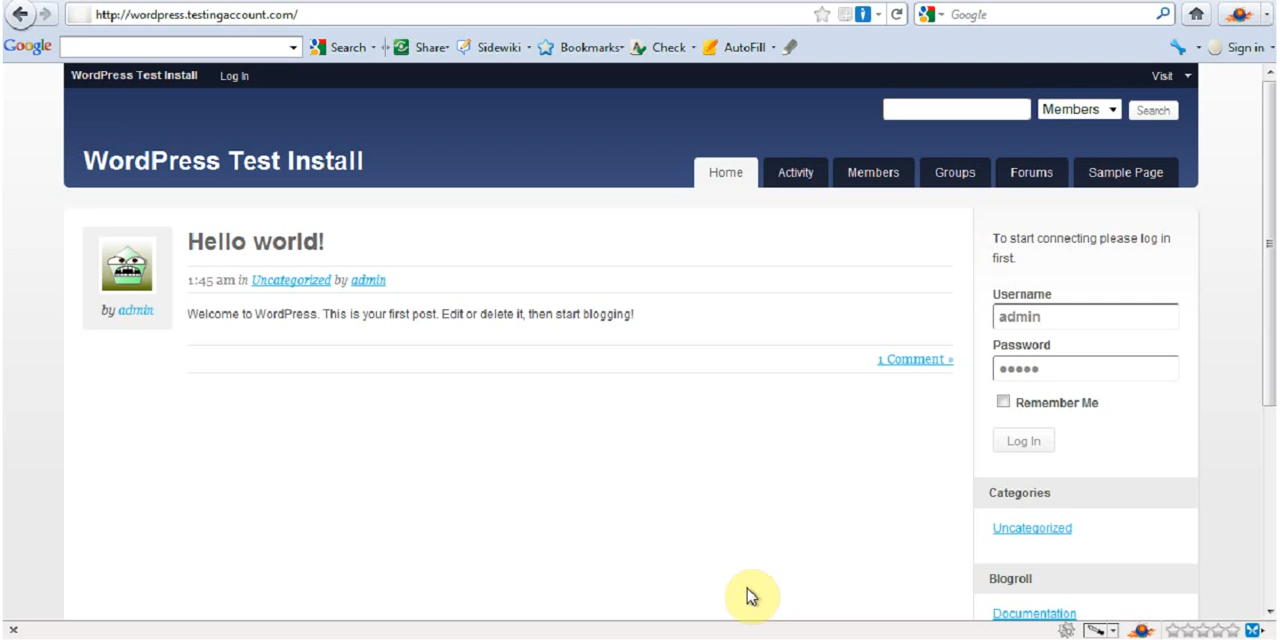 http://wordpress.testingaccount.com/
Google
Google
Search
Share
Sidewiki
Bookmarks
Check
AutoFill
Sign in
WordPress Test Install
Log In
Visit
Members
Search
WordPress Test Install
Home
Activity
Members
Groups
Forums
Sample Page
Hello world!
1:45 am in Uncategorized by admin
by admin
Welcome to WordPress. This is your first post. Edit or delete it, then start blogging!
1 Comment »
To start connecting please log in
first.
Username
admin
Password
●●●●●
Remember Me
Log In
Categories
Uncategorized
Blogroll
Documentation